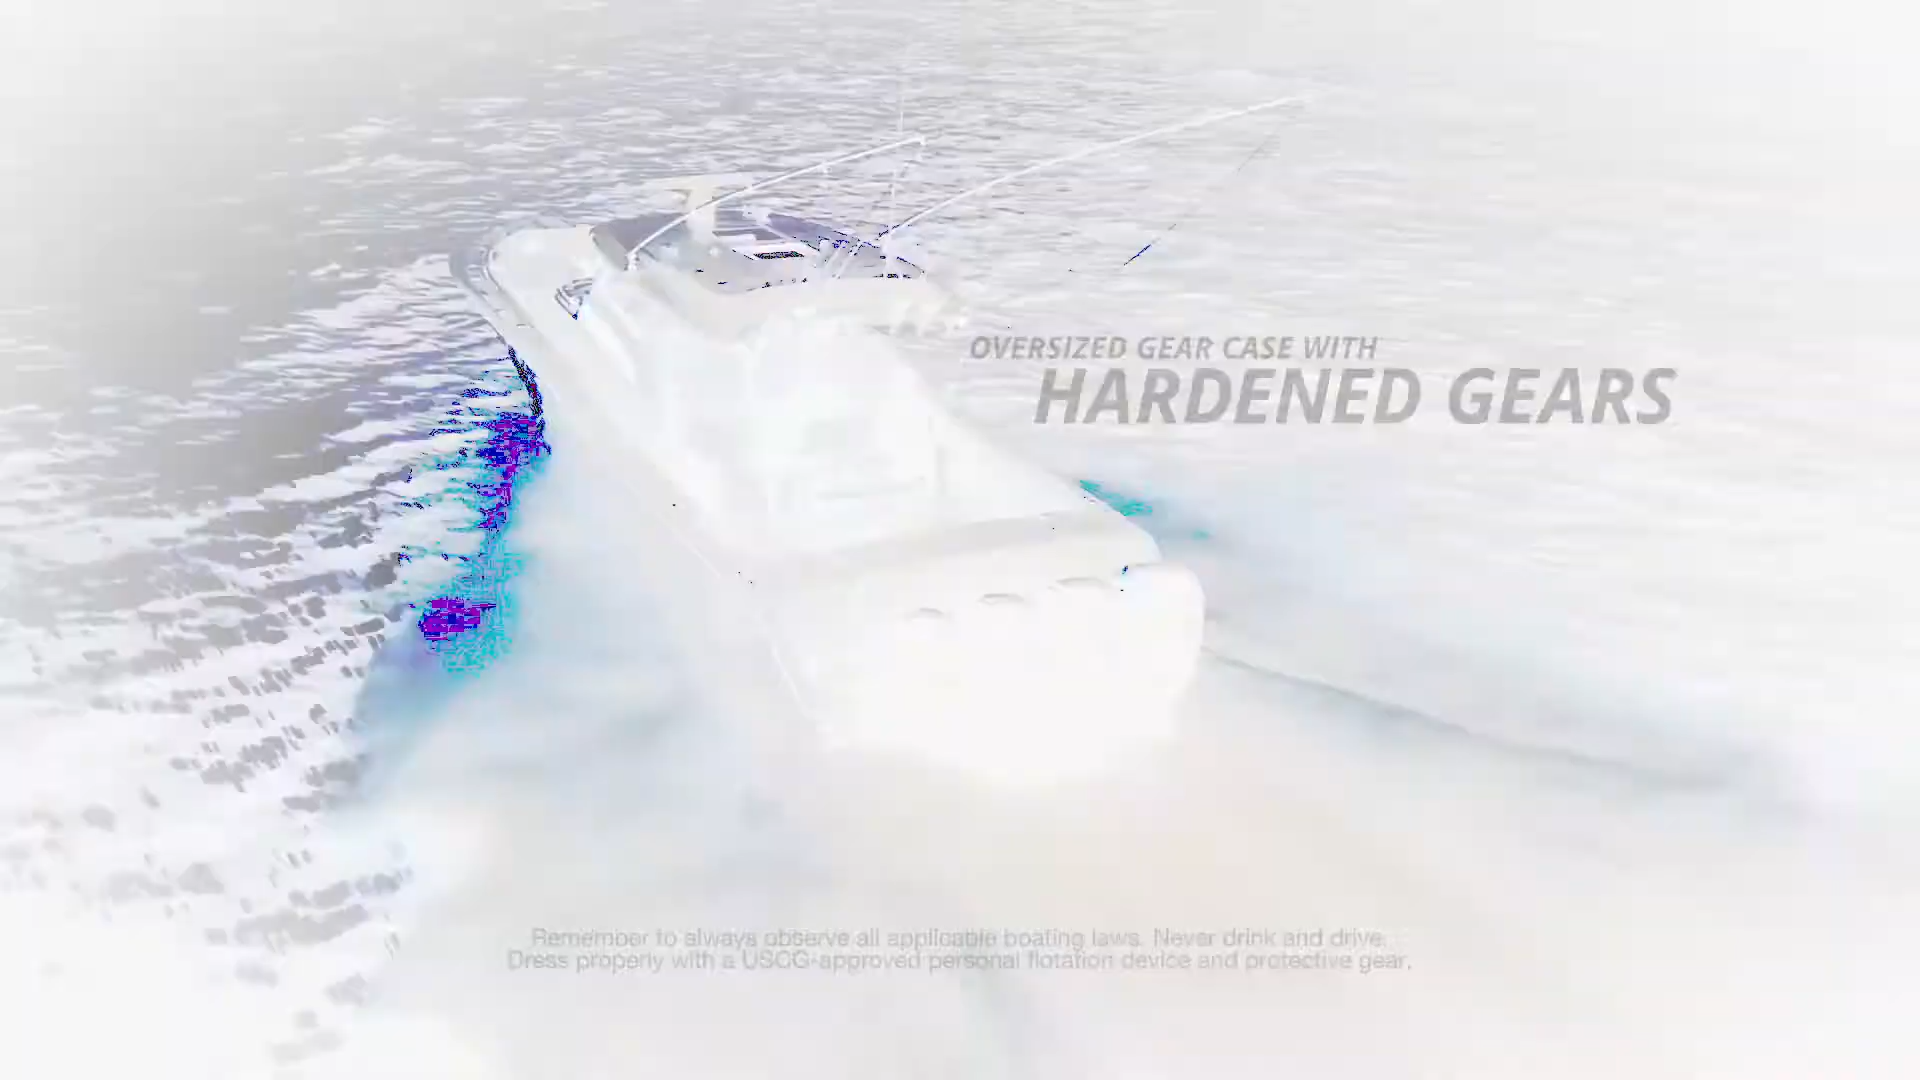 OVERSIZED GEAR CASE WITH
HARDENED GEARS
Remember to always observe all applicable boating laws. Never drink and drive.
Dress properly with a USCG-approved personal flotation device and protective gear.